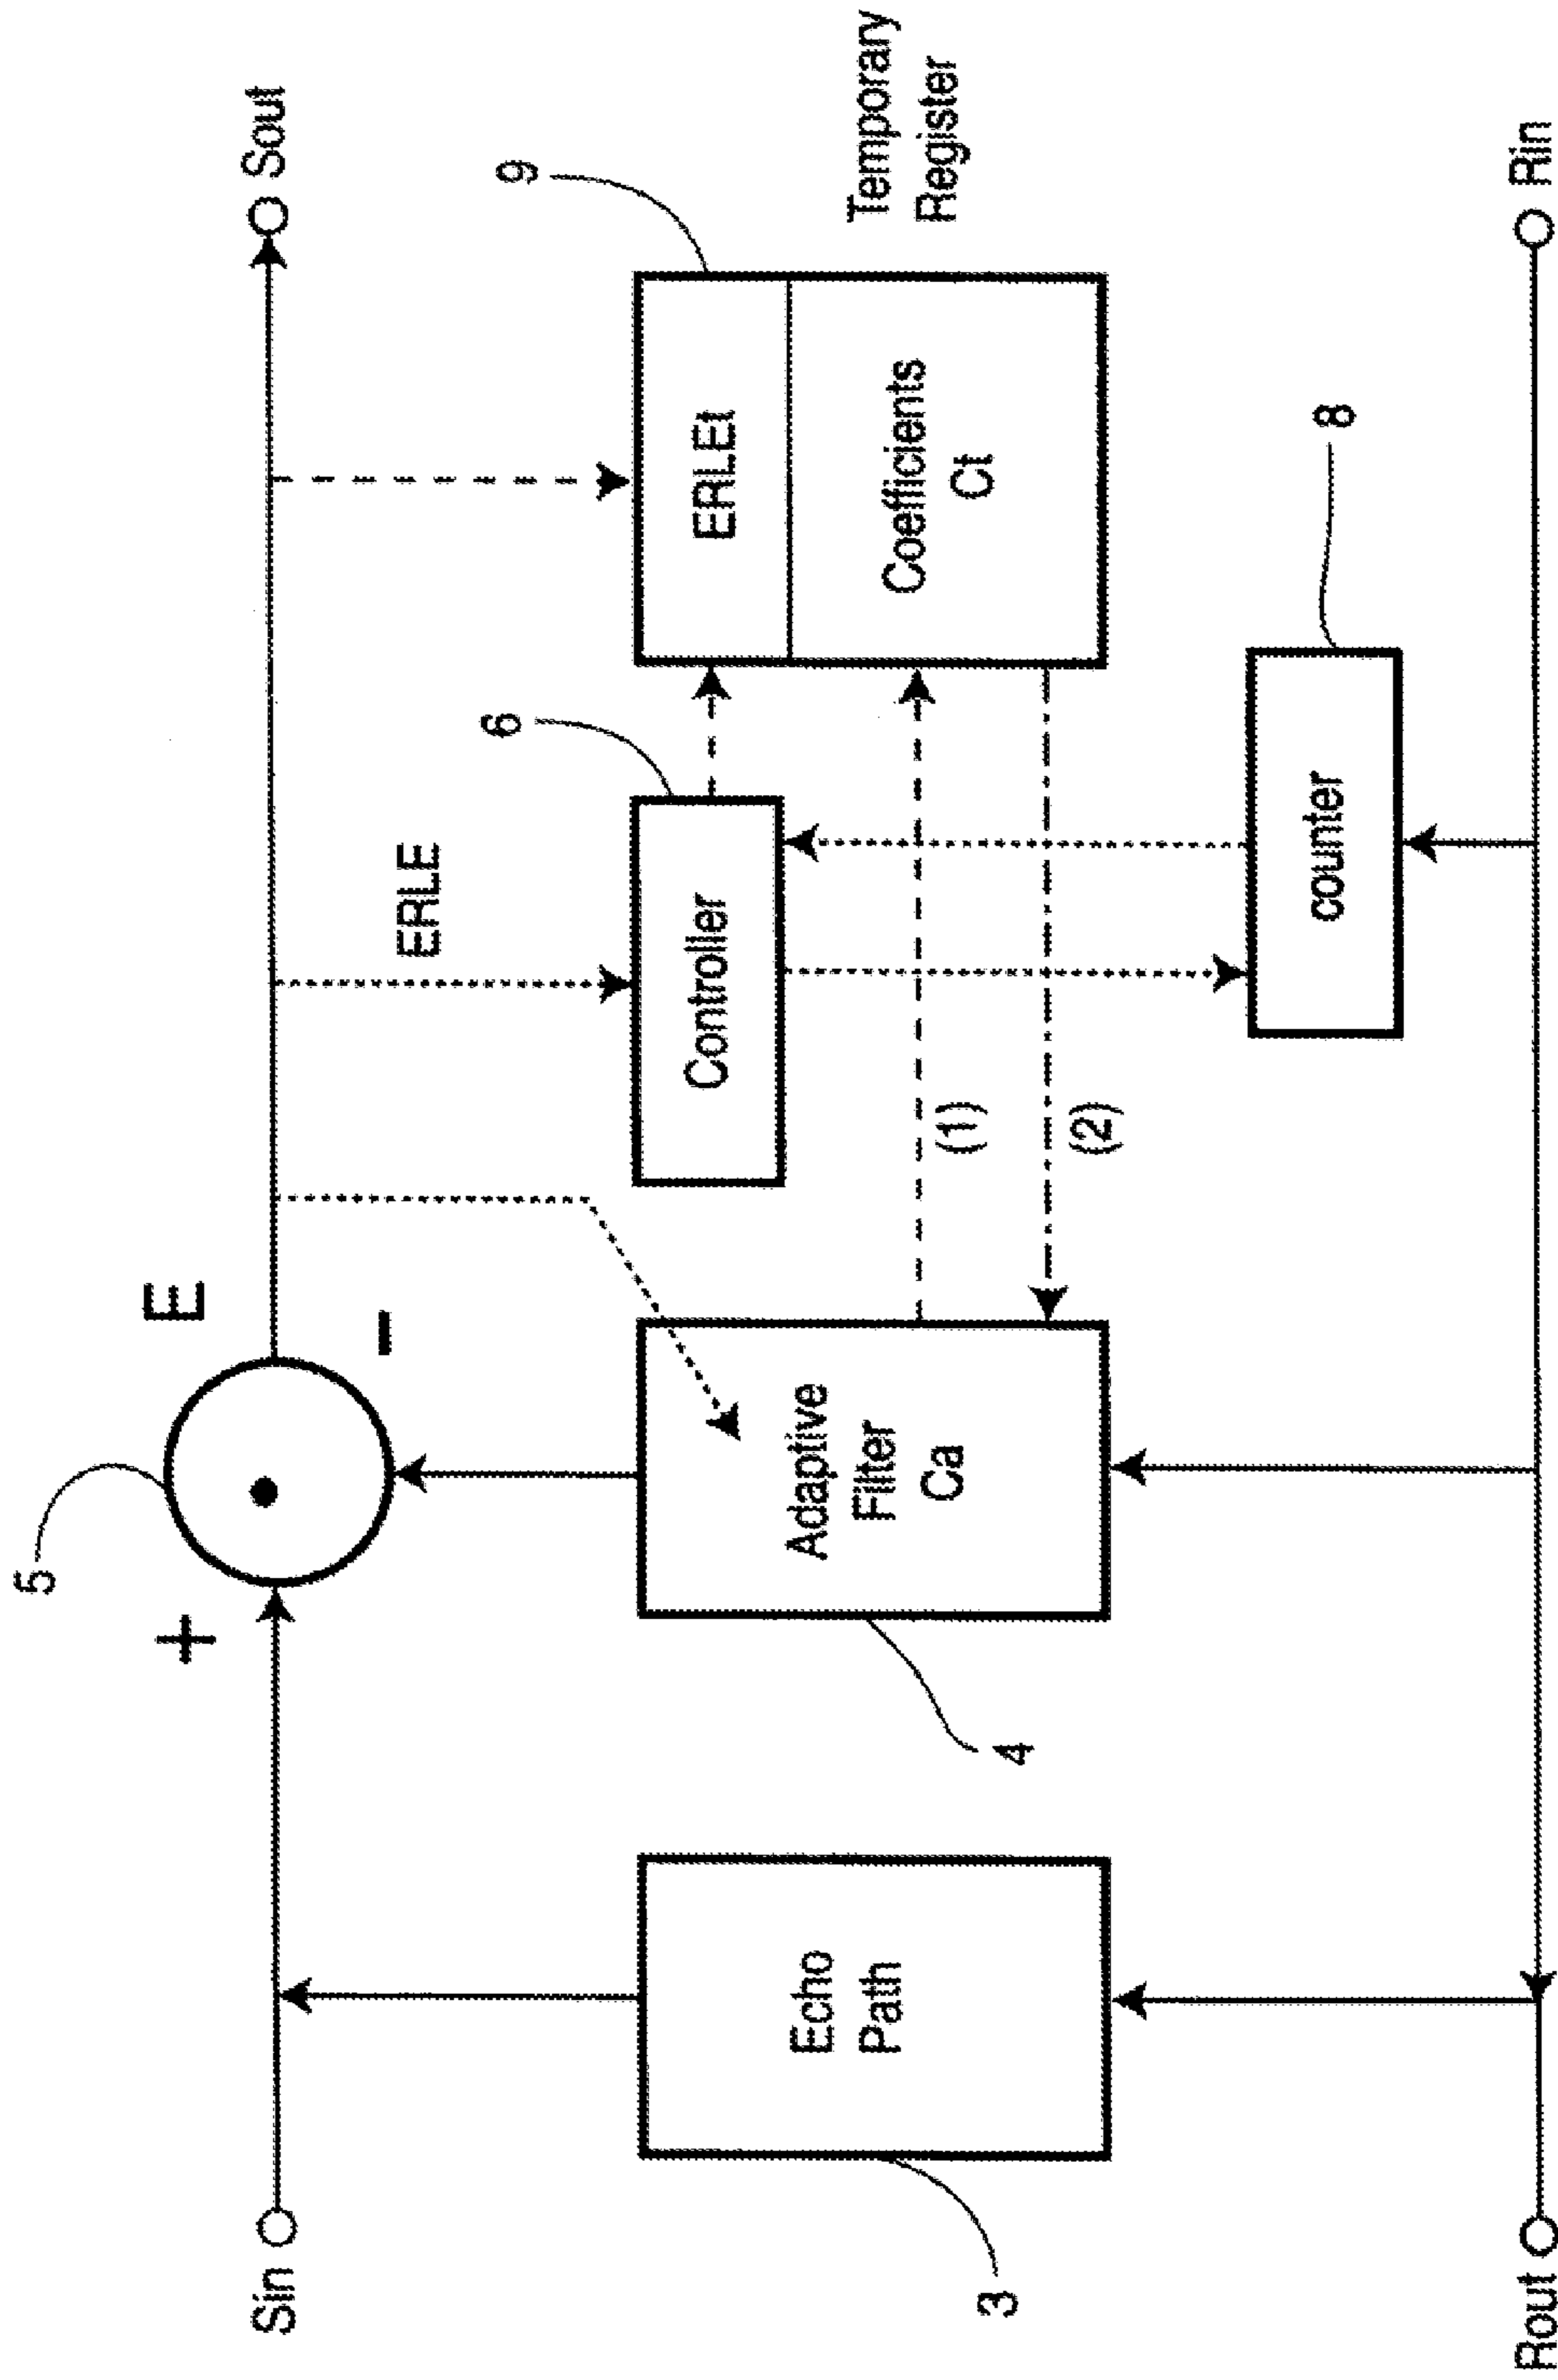 5
E
+
−
Sin
Sout
ERLE
6
9
Echo
Path
Adaptive
Filter
Ca
Controller
ERLEt
Coefficients
Ct
Temporary
Register
3
4
(1)
(2)
counter
8
Rout
Rin